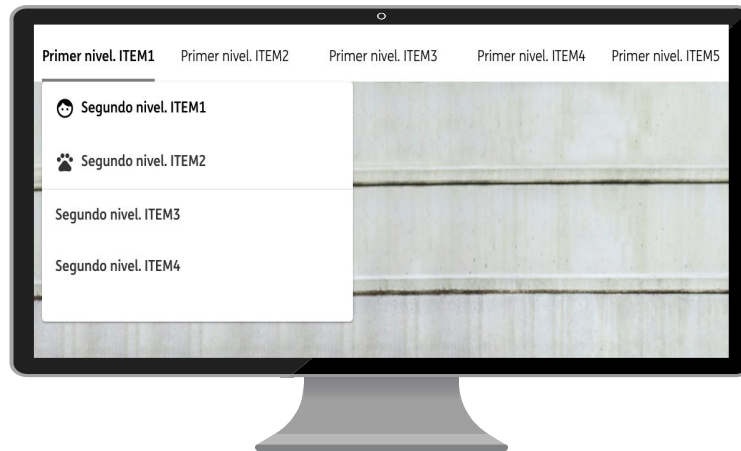 Primer nivel. ITEM1 Primer nivel. ITEM2 Primer nivel. ITEM3 Primer nivel. ITEM4 Primer nivel. ITEM5
Segundo nivel. ITEM1
Segundo nivel. ITEM2
Segundo nivel. ITEM3
Segundo nivel. ITEM4